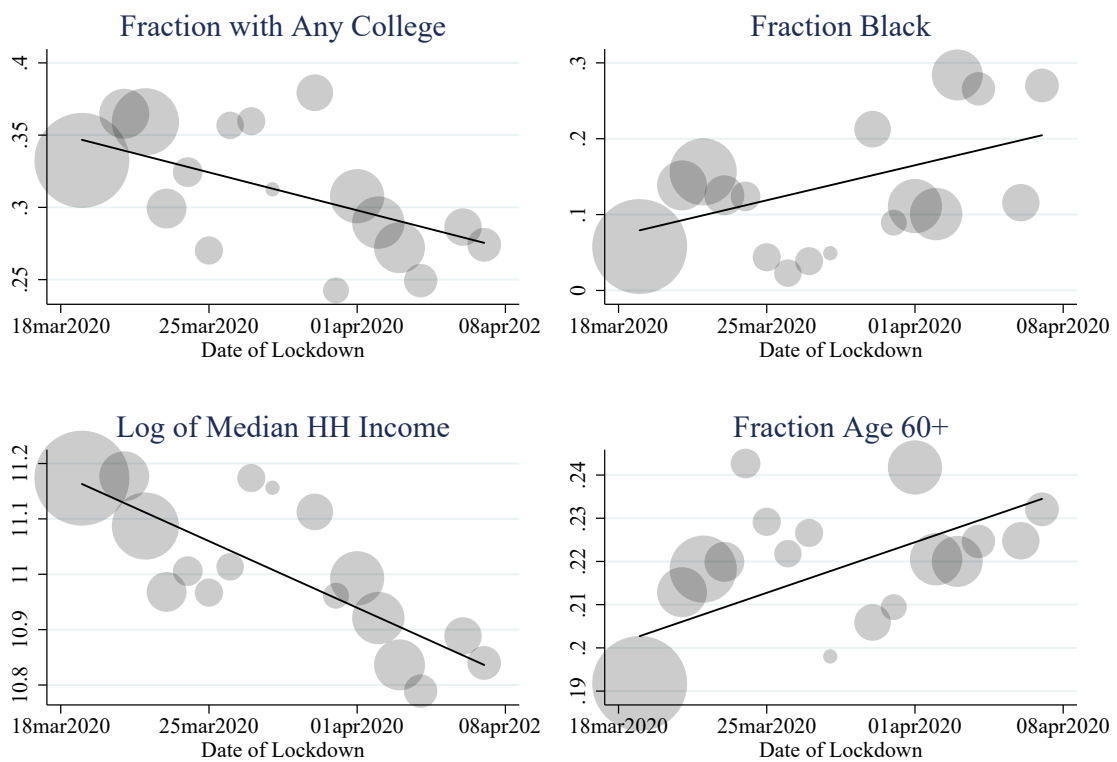 Fraction with Any College
.4
.35
.3
.25
18mar2020 25mar2020 01apr2020 08apr202
Date of Lockdown
Fraction Black
.3
.2
.1
0
18mar2020 25mar2020 01apr2020 08apr2020
Date of Lockdown
Log of Median HH Income
11.2
11.1
11
10.9
10.8
18mar2020 25mar2020 01apr2020 08apr202
Date of Lockdown
Fraction Age 60+
.24
.23
.22
.21
.2
.19
18mar2020 25mar2020 01apr2020 08apr2020
Date of Lockdown